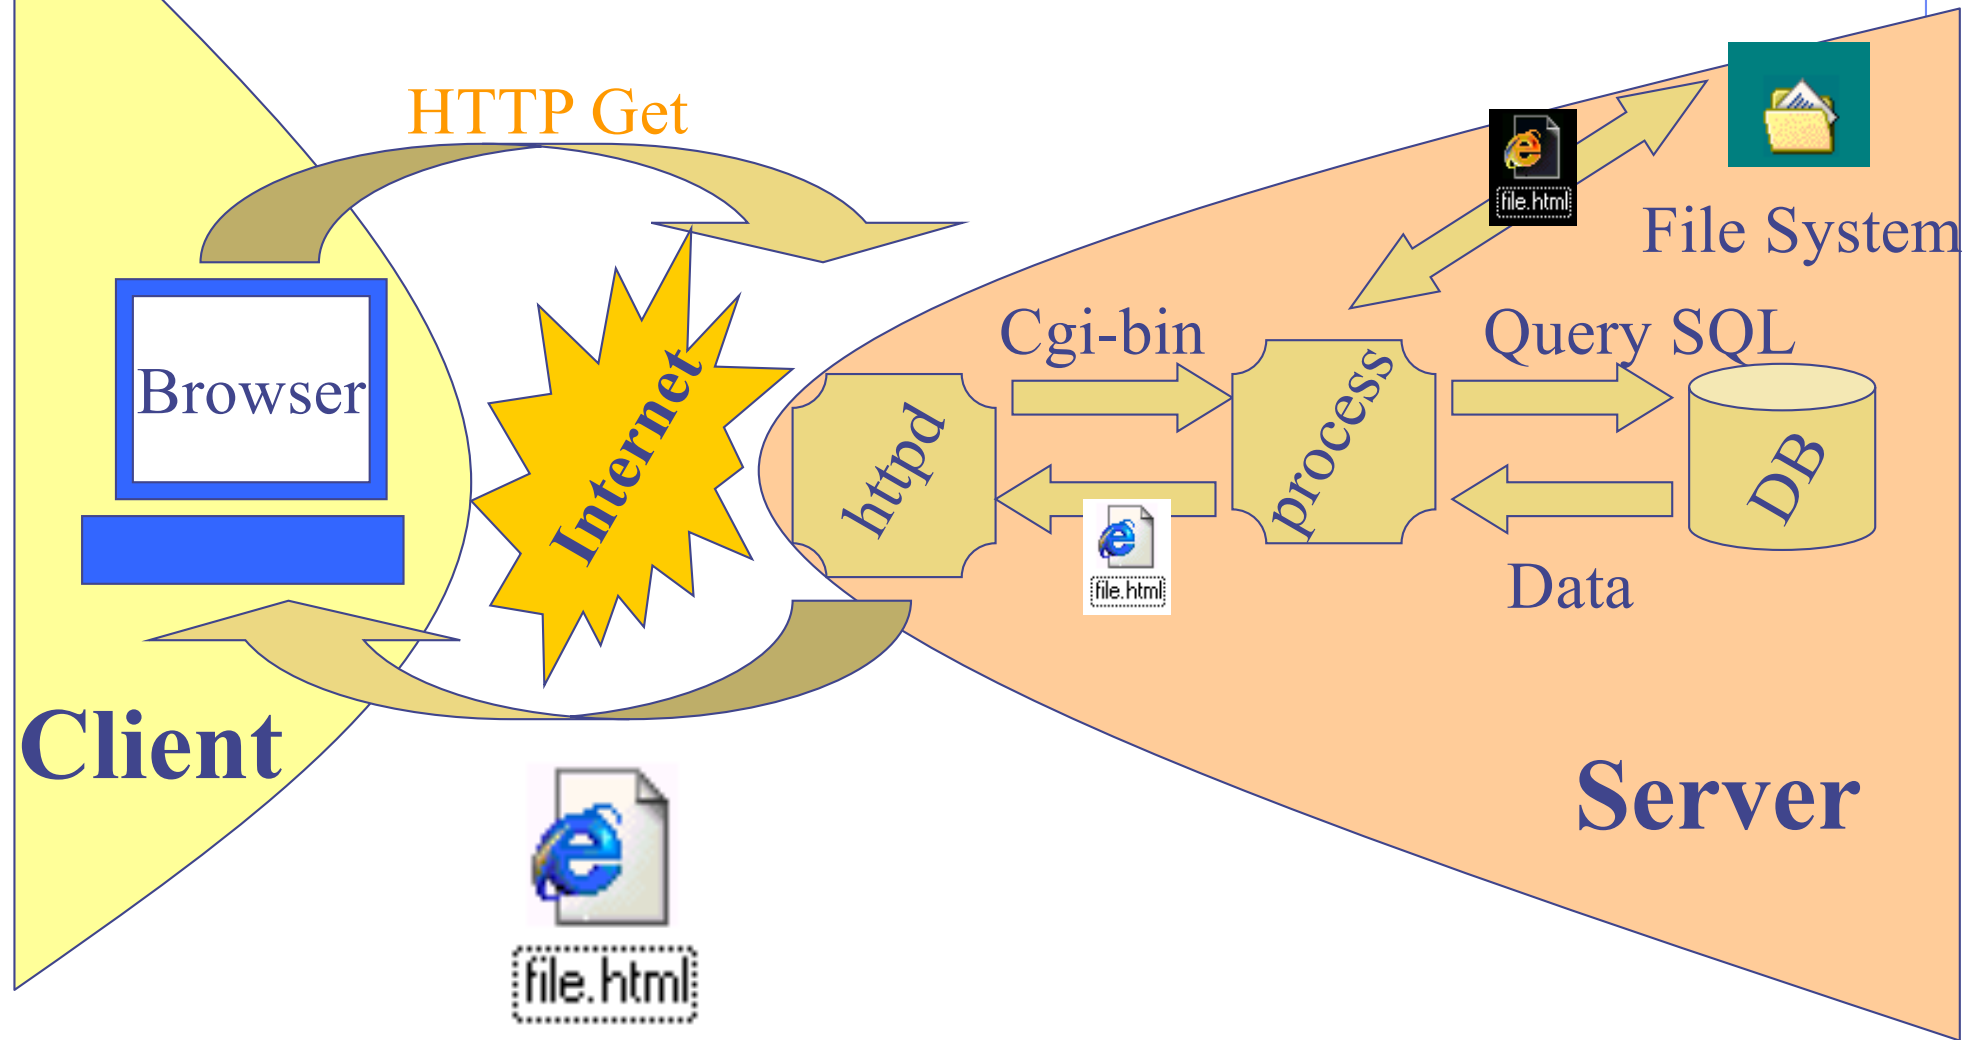 HTTP Get
file.html
File System
Cgi-bin
Query SQL
Browser
Internet
httpd
process
DB
file.html
Data
Client
Server
file.html